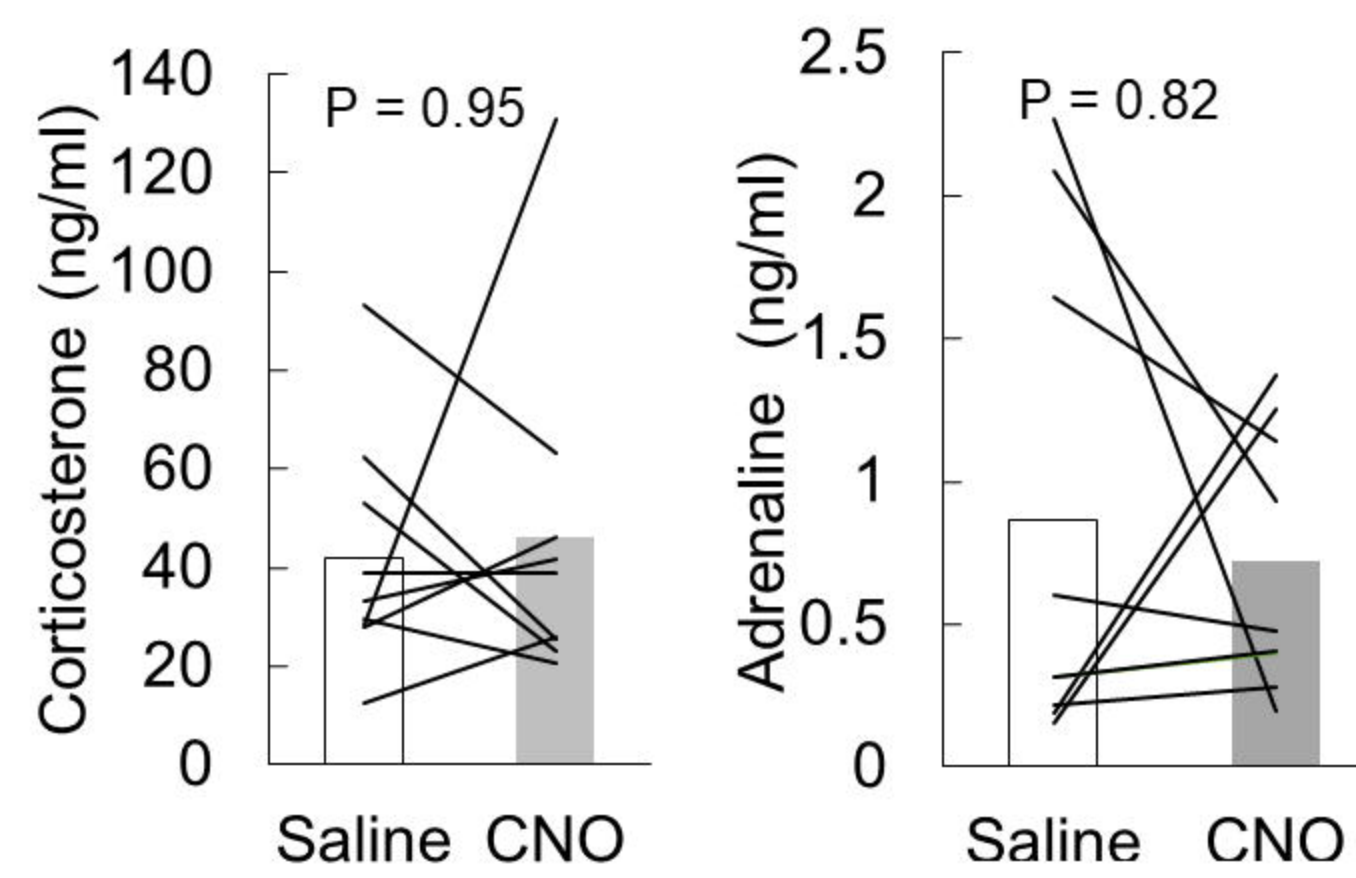 Corticosterone (ng/ml)
140
120
100
80
60
40
20
0
P = 0.95
Saline CNO
Adrenaline (ng/ml)
2.5
2
1.5
1
0.5
0
P = 0.82
Saline CNO